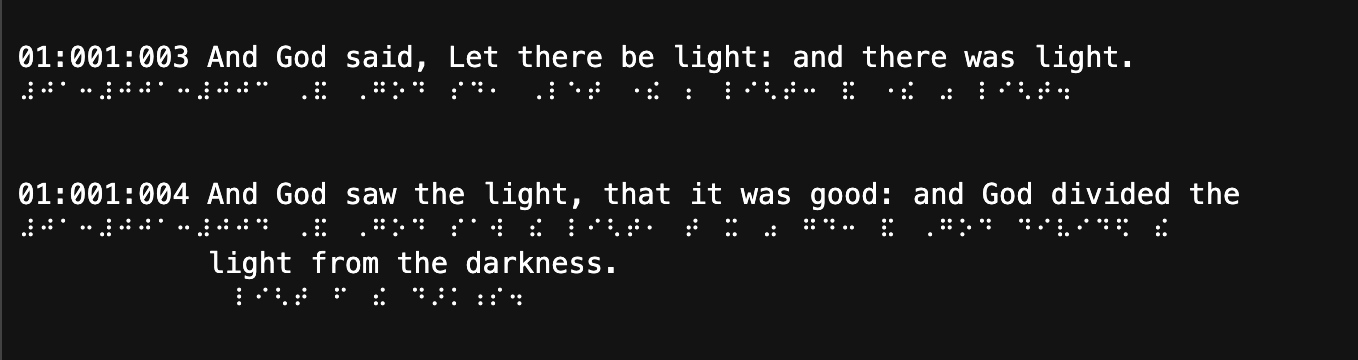 01:001:003 And God said, Let there be light: and there was light.
⠼⠚⠁⠒⠼⠚⠚⠁⠒⠼⠚⠚⠉ ⠠⠯ ⠠⠛⠕⠙ ⠎⠙⠂ ⠠⠇⠑⠞ ⠐⠮ ⠆ ⠇⠊⠣⠞⠒ ⠯ ⠐⠮ ⠴ ⠇⠊⠣⠞⠲
01:001:004 And God saw the light, that it was good: and God divided the
⠼⠚⠁⠒⠼⠚⠚⠁⠒⠼⠚⠚⠙ ⠠⠯ ⠠⠛⠕⠙ ⠎⠁⠺ ⠮ ⠇⠊⠣⠞⠂ ⠞ ⠭ ⠴ ⠛⠙⠒ ⠯ ⠠⠛⠕⠙ ⠙⠊⠧⠊⠙⠫ ⠮
light from the darkness.
⠇⠊⠣⠞ ⠋ ⠮ ⠙⠜⠅⠰⠎⠲